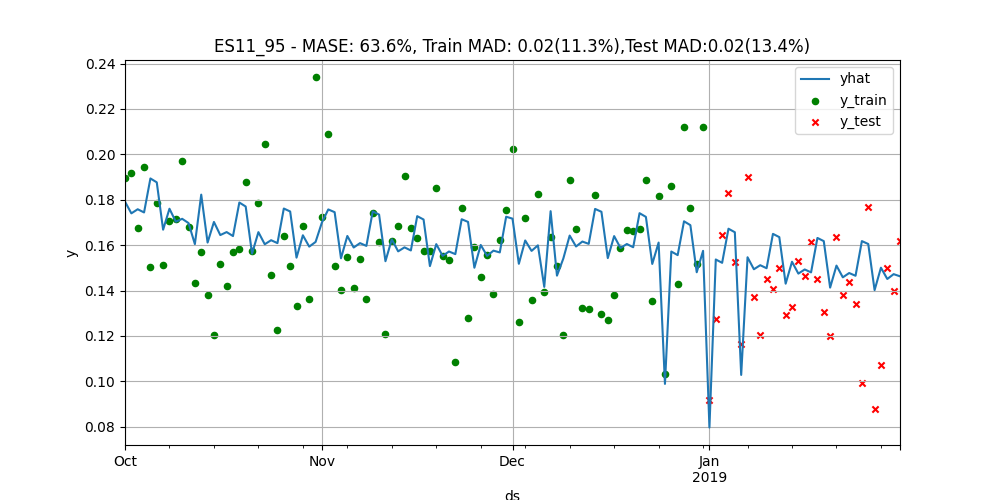 ES11_95 - MASE: 63.6%, Train MAD: 0.02(11.3%),Test MAD:0.02(13.4%)
yhat
y_train
y_test
y
0.24
0.22
0.20
0.18
0.16
0.14
0.12
0.10
0.08
Oct
Nov
Dec
Jan
2019
ds